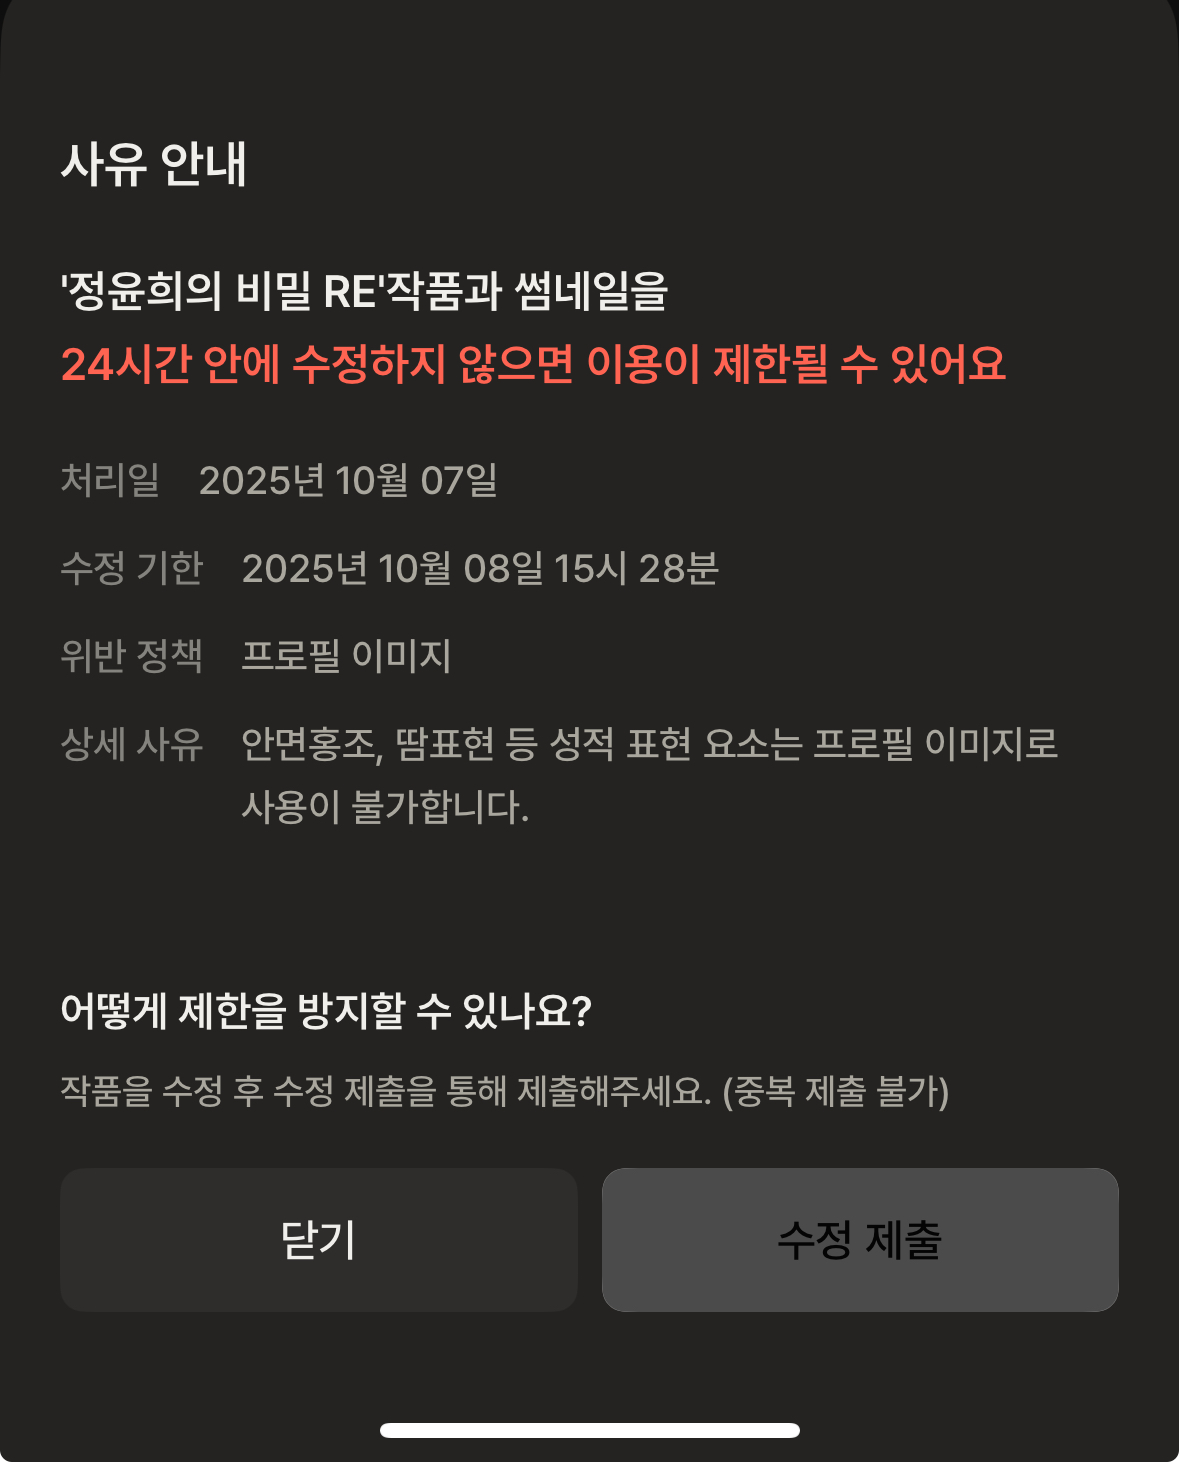 사유 안내
'정윤희의 비밀 RE'작품과 썸네일을
24시간 안에 수정하지 않으면 이용이 제한될 수 있어요
처리일 2025년 10월 07일
수정 기한 2025년 10월 08일 15시 28분
위반 정책 프로필 이미지
상세 사유 안면홍조, 땀표현 등 성적 표현 요소는 프로필 이미지로
사용이 불가합니다.
어떻게 제한을 방지할 수 있나요?
작품을 수정 후 수정 제출을 통해 제출해주세요. (중복 제출 불가)
닫기 수정 제출